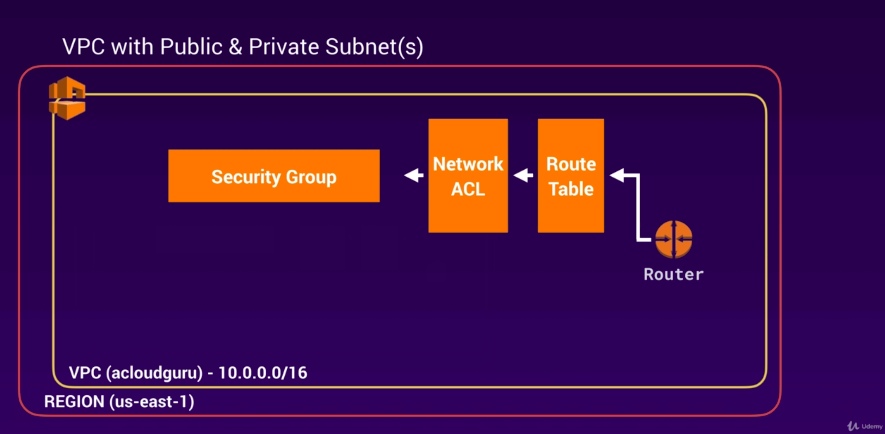 VPC with Public & Private Subnet(s)
Security Group
Network
ACL
Route
Table
Router
VPC (acloudguru) - 10.0.0.0/16
REGION (us-east-1)
Udemy